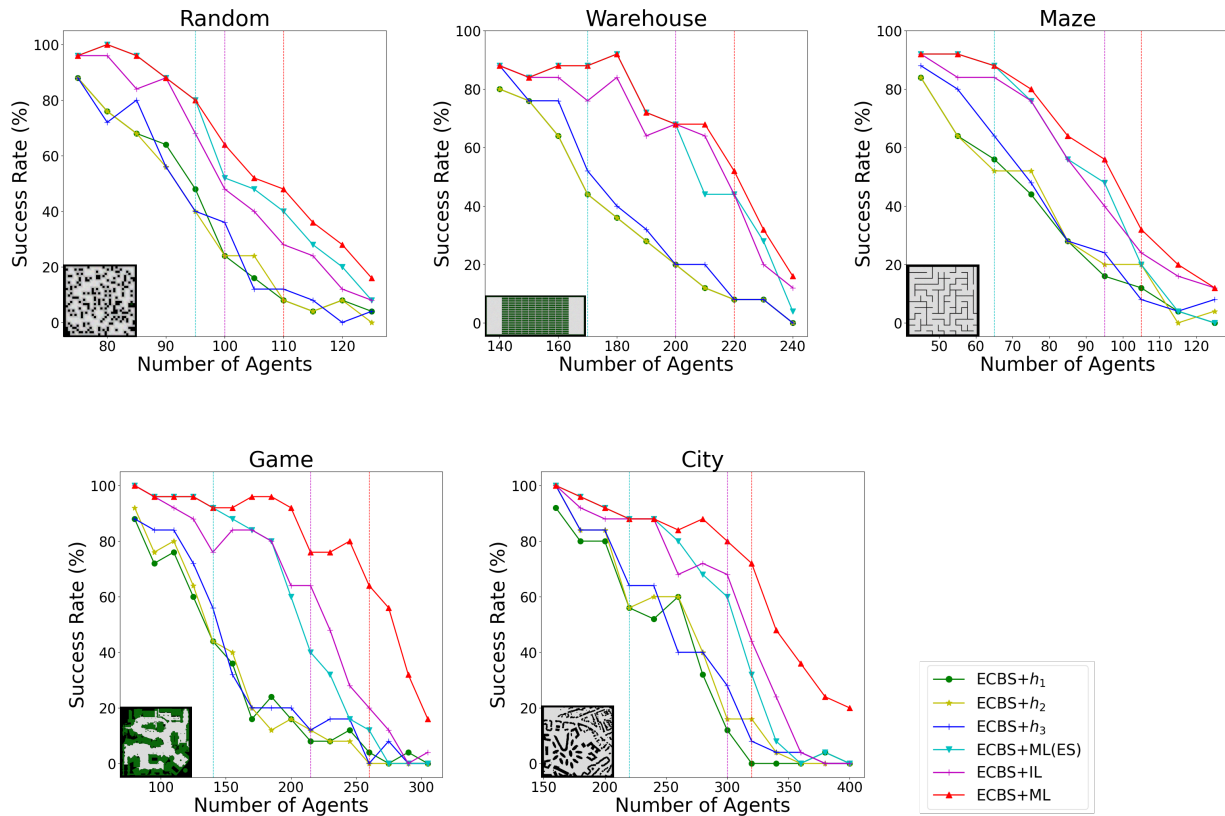 Random
Warehouse
Maze
Success Rate (%)
100
80
60
40
20
0
80
90
100
110
120
Number of Agents
Success Rate (%)
100
80
60
40
20
0
140
160
180
200
220
240
Number of Agents
Success Rate (%)
100
80
60
40
20
0
50
60
70
80
90
100
110
120
Number of Agents
Game
City
Success Rate (%)
100
80
60
40
20
0
100
150
200
250
300
Number of Agents
Success Rate (%)
100
80
60
40
20
0
150
200
250
300
350
400
Number of Agents
ECBS+h₁
ECBS+h₂
ECBS+h₃
ECBS+ML(ES)
ECBS+IL
ECBS+ML